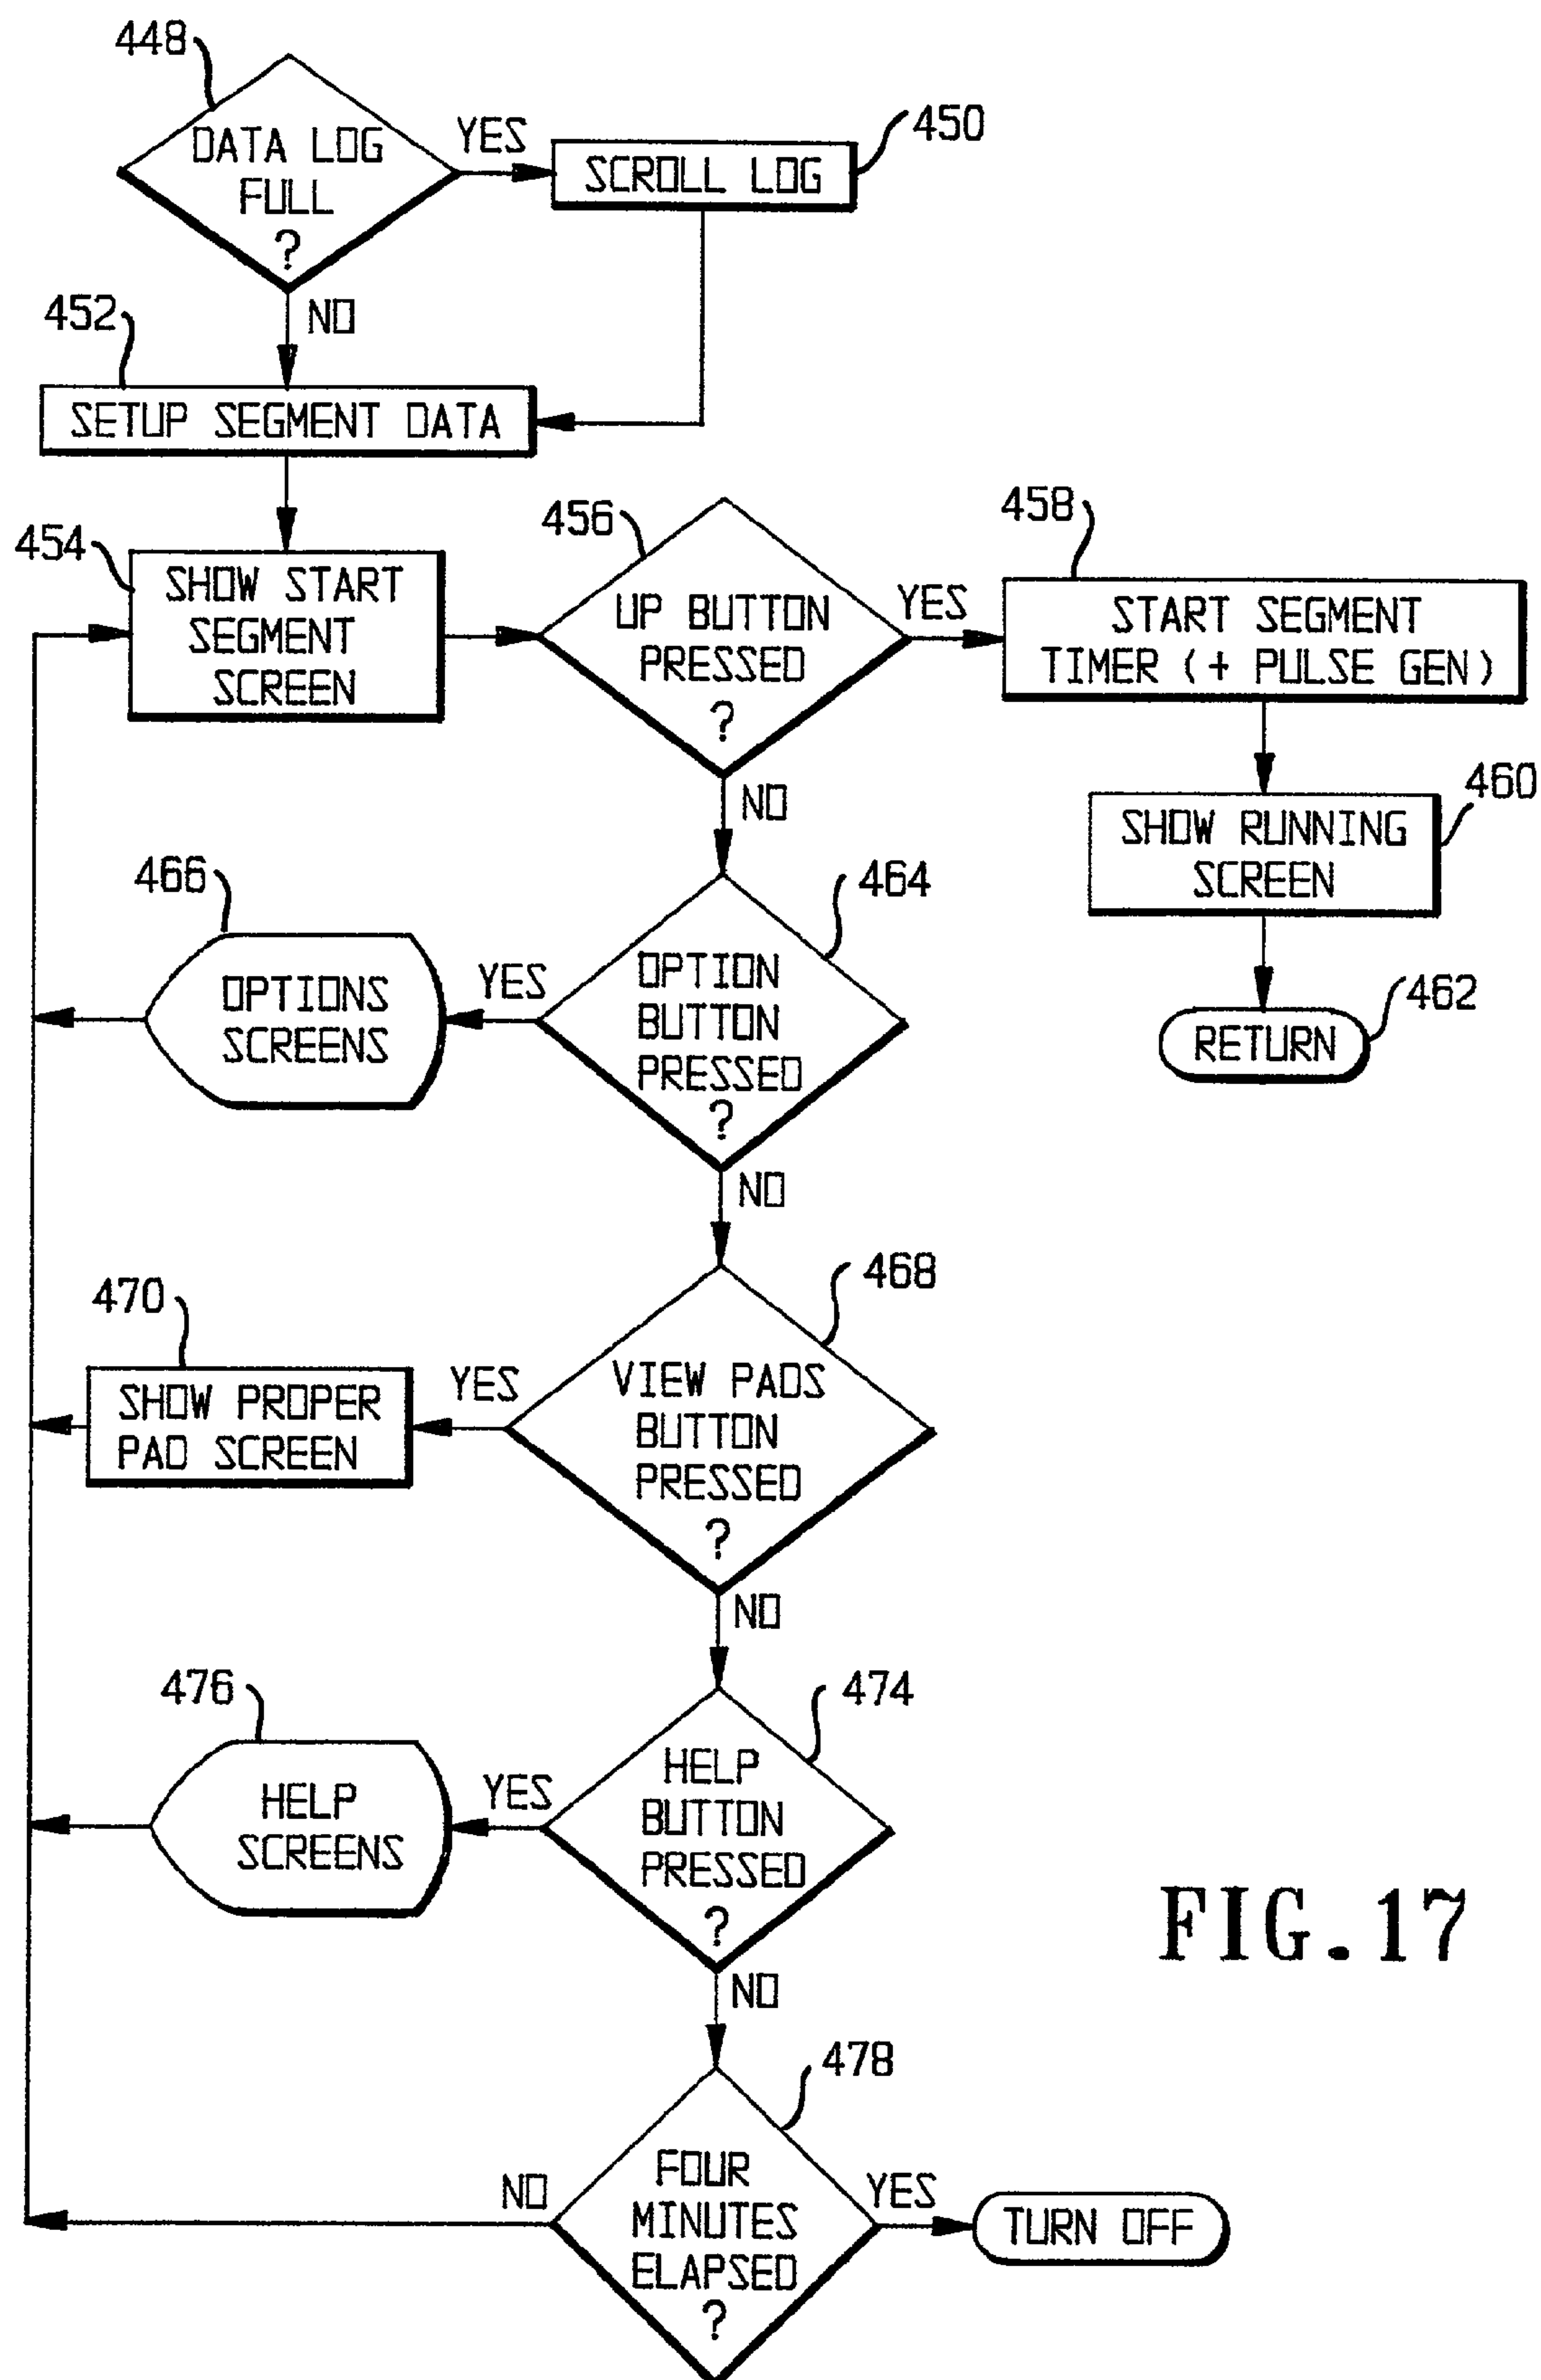 448
DATA LOG
FULL
?
YES
SCROLL LOG
450
NO
452
SETUP SEGMENT DATA
454
SHOW START
SEGMENT
SCREEN
456
UP BUTTON
PRESSED
?
YES
458
START SEGMENT
TIMER (+ PULSE GEN)
NO
460
SHOW RUNNING
SCREEN
462
RETURN
464
OPTION
BUTTON
PRESSED
?
YES
466
OPTIONS
SCREENS
NO
468
VIEW PADS
BUTTON
PRESSED
?
YES
470
SHOW PROPER
PAD SCREEN
NO
474
HELP
BUTTON
PRESSED
?
YES
476
HELP
SCREENS
NO
478
FOUR
MINUTES
ELAPSED
?
NO
YES
TURN OFF
FIG.17